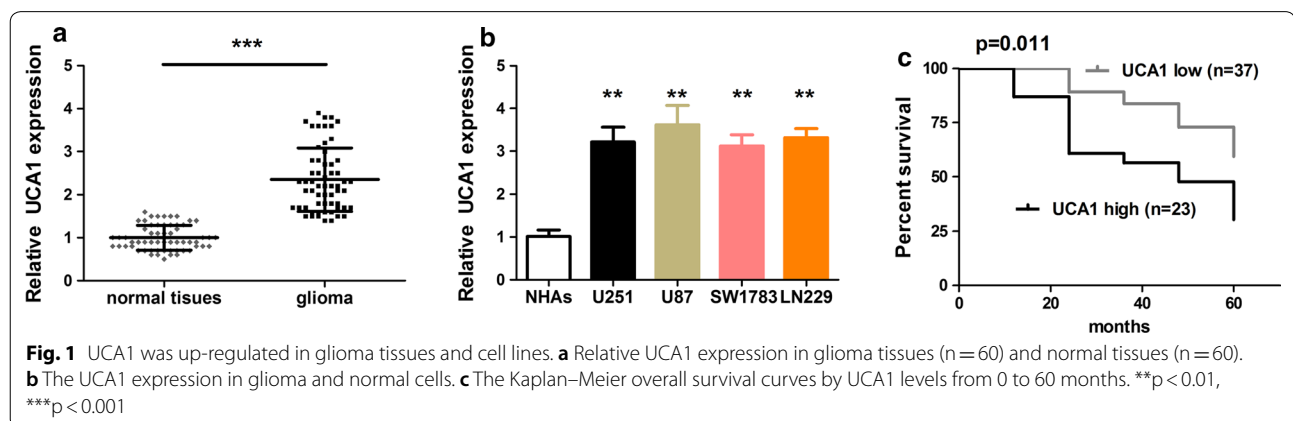 a
***
Relative UCA1 expression
5
4
3
2
1
0
normal tisues
glioma
b
Relative UCA1 expression
5
4
3
2
1
0
**
**
**
**
NHAs
U251
U87
SW1783
LN229
c
p=0.011
Percent survival
100
75
50
25
0
UCA1 low (n=37)
UCA1 high (n=23)
0
20
40
60
months
Fig. 1 UCA1 was up-regulated in glioma tissues and cell lines. a Relative UCA1 expression in glioma tissues (n = 60) and normal tissues (n = 60).
b The UCA1 expression in glioma and normal cells. c The Kaplan–Meier overall survival curves by UCA1 levels from 0 to 60 months. **p < 0.01,
***p < 0.001